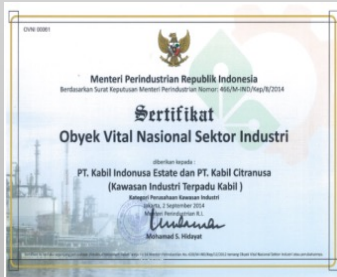 OVNI 00081
Menteri Perindustrian Republik Indonesia
Berdasarkan Surat Keputusan Menteri Perindustrian Nomor: 466/M-IND/Kep/8/2014
Sertifikat
Obyek Vital Nasional Sektor Industri
diberikan kepada :
PT. Kabil Indonusa Estate dan PT. Kabil Citranusa
(Kawasan Industri Terpadu Kabil )
Kategori Perusahaan Kawasan Industri
Jakarta, 2 September 2014
Menteri Perindustrian R.I.
Mohamad S. Hidayat